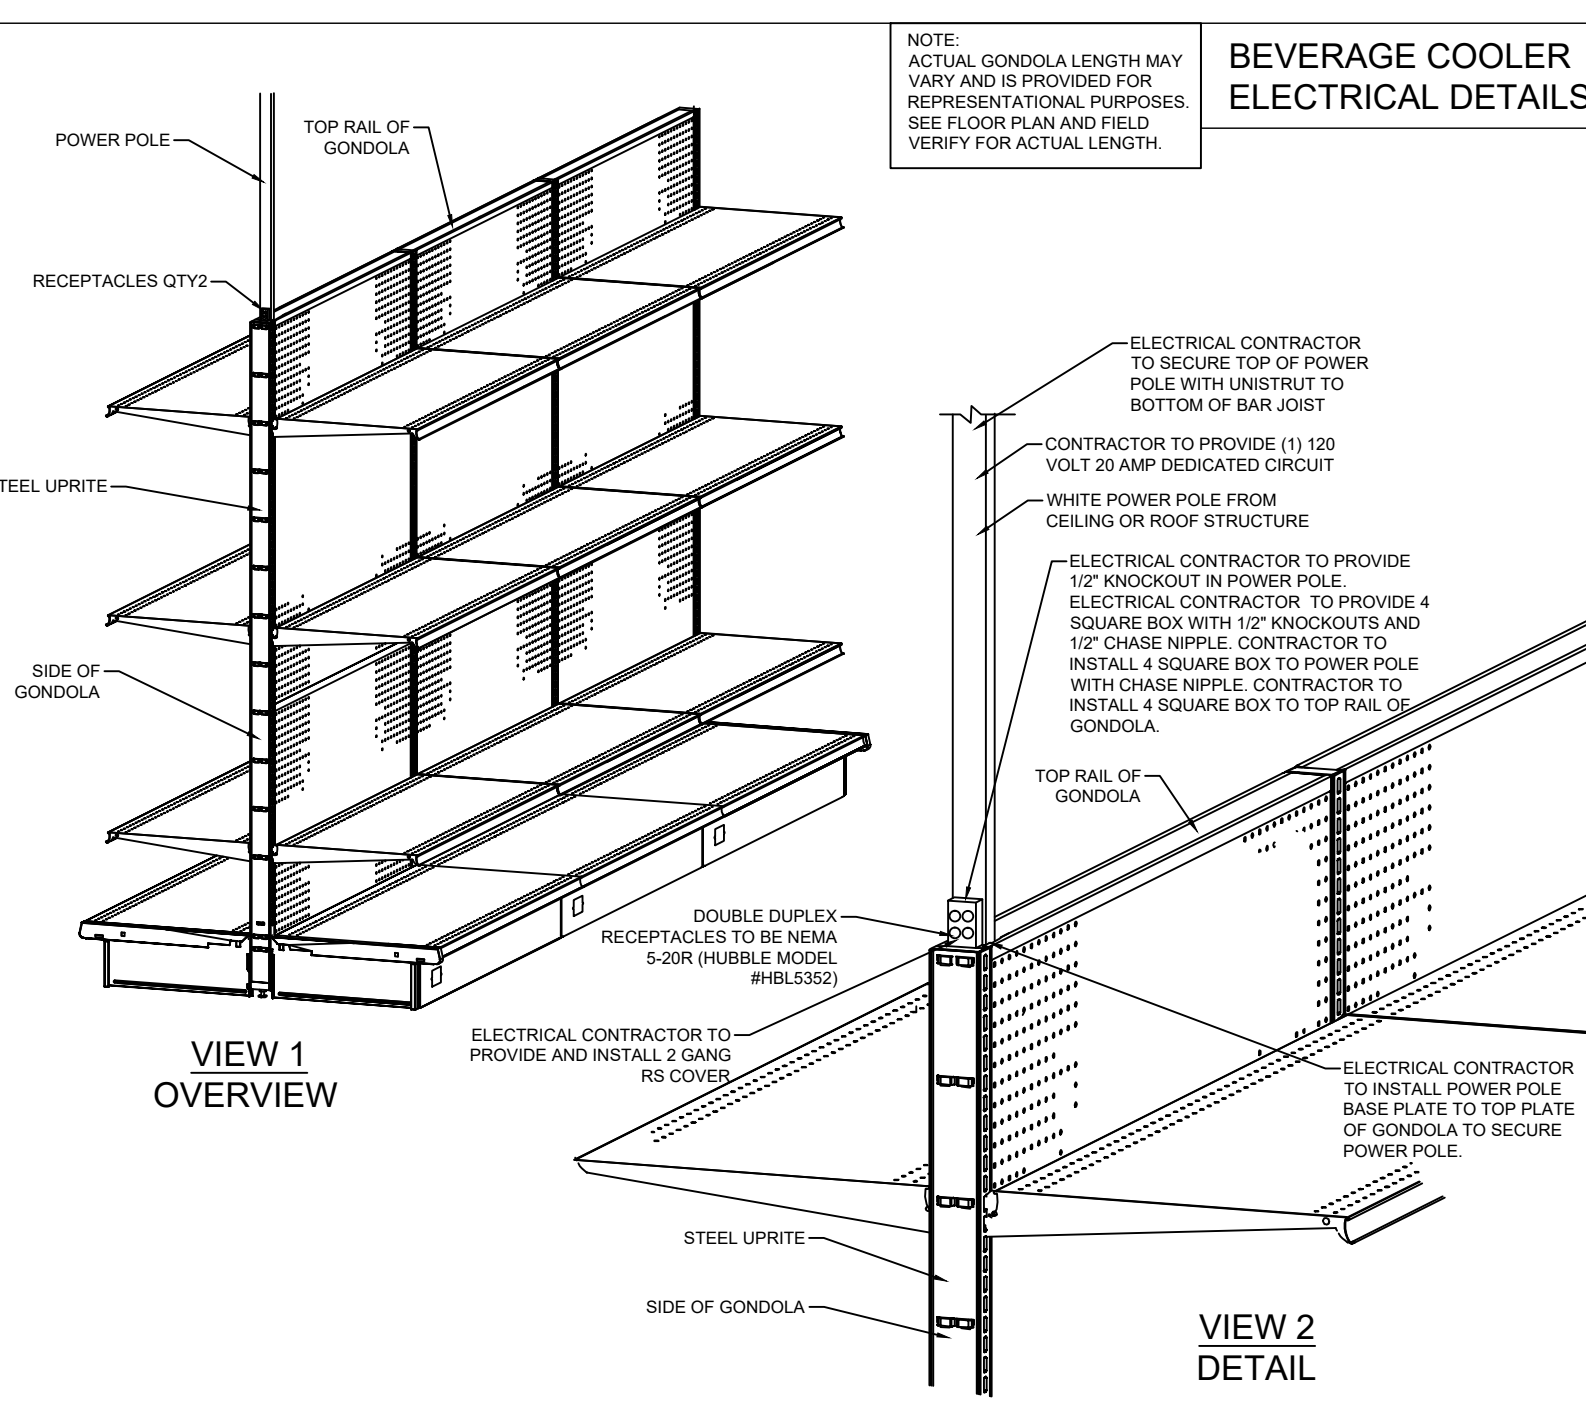 NOTE:
ACTUAL GONDOLA LENGTH MAY
VARY AND IS PROVIDED FOR
REPRESENTATIONAL PURPOSES.
SEE FLOOR PLAN AND FIELD
VERIFY FOR ACTUAL LENGTH.
BEVERAGE COOLER
ELECTRICAL DETAILS
POWER POLE
TOP RAIL OF
GONDOLA
RECEPTACLES QTY2
TEEL UPRITE
SIDE OF
GONDOLA
VIEW 1
OVERVIEW
ELECTRICAL CONTRACTOR
TO SECURE TOP OF POWER
POLE WITH UNISTRUT TO
BOTTOM OF BAR JOIST
CONTRACTOR TO PROVIDE (1) 120
VOLT 20 AMP DEDICATED CIRCUIT
WHITE POWER POLE FROM
CEILING OR ROOF STRUCTURE
ELECTRICAL CONTRACTOR TO PROVIDE
1/2" KNOCKOUT IN POWER POLE.
ELECTRICAL CONTRACTOR TO PROVIDE 4
SQUARE BOX WITH 1/2" KNOCKOUTS AND
1/2" CHASE NIPPLE. CONTRACTOR TO
INSTALL 4 SQUARE BOX TO POWER POLE
WITH CHASE NIPPLE. CONTRACTOR TO
INSTALL 4 SQUARE BOX TO TOP RAIL OF
GONDOLA.
TOP RAIL OF
GONDOLA
DOUBLE DUPLEX
RECEPTACLES TO BE NEMA
5-20R (HUBBLE MODEL
#HBL5352)
ELECTRICAL CONTRACTOR TO
PROVIDE AND INSTALL 2 GANG
RS COVER
ELECTRICAL CONTRACTOR
TO INSTALL POWER POLE
BASE PLATE TO TOP PLATE
OF GONDOLA TO SECURE
POWER POLE.
STEEL UPRITE
SIDE OF GONDOLA
VIEW 2
DETAIL